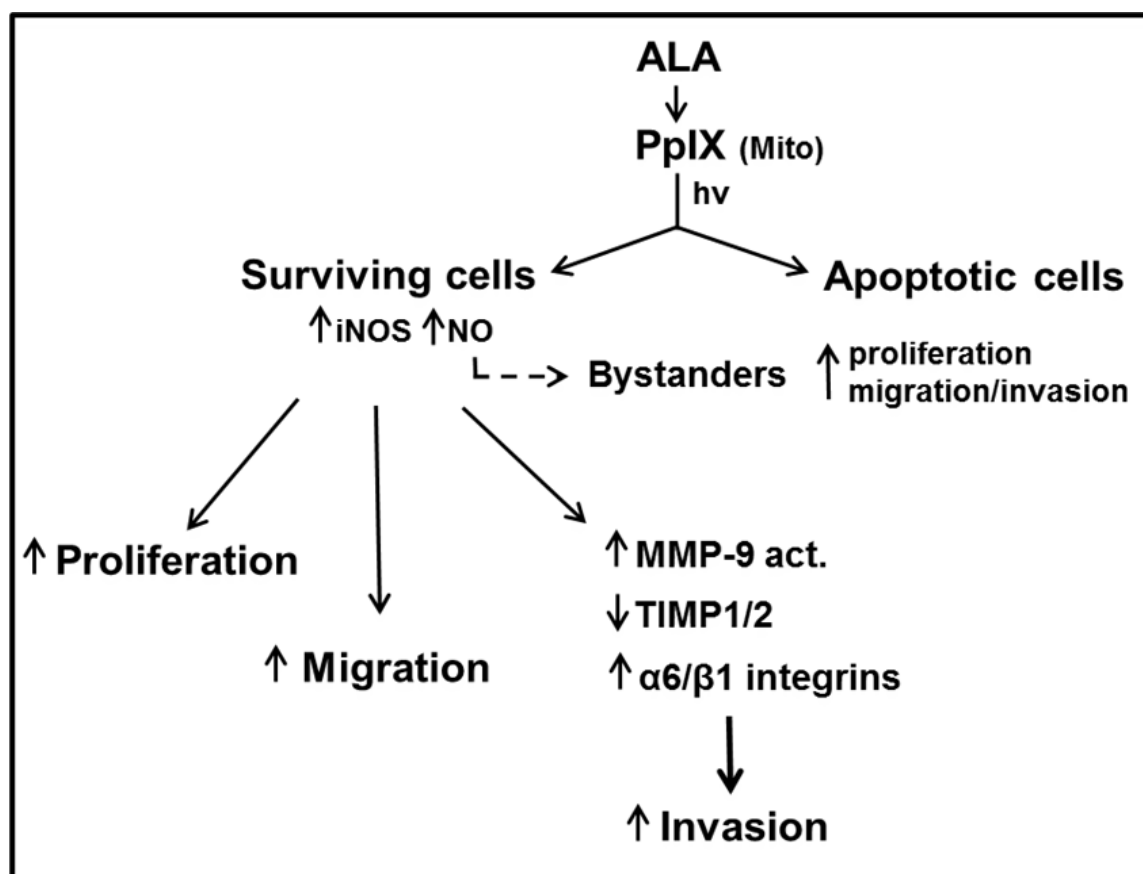 ALA
PpIX (Mito)
hv
Surviving cells
Apoptotic cells
↑iNOS ↑NO
Bystanders
↑ proliferation
migration/invasion
↑ Proliferation
↑ Migration
↑ MMP-9 act.
↓ TIMP1/2
↑ α6/β1 integrins
↑ Invasion